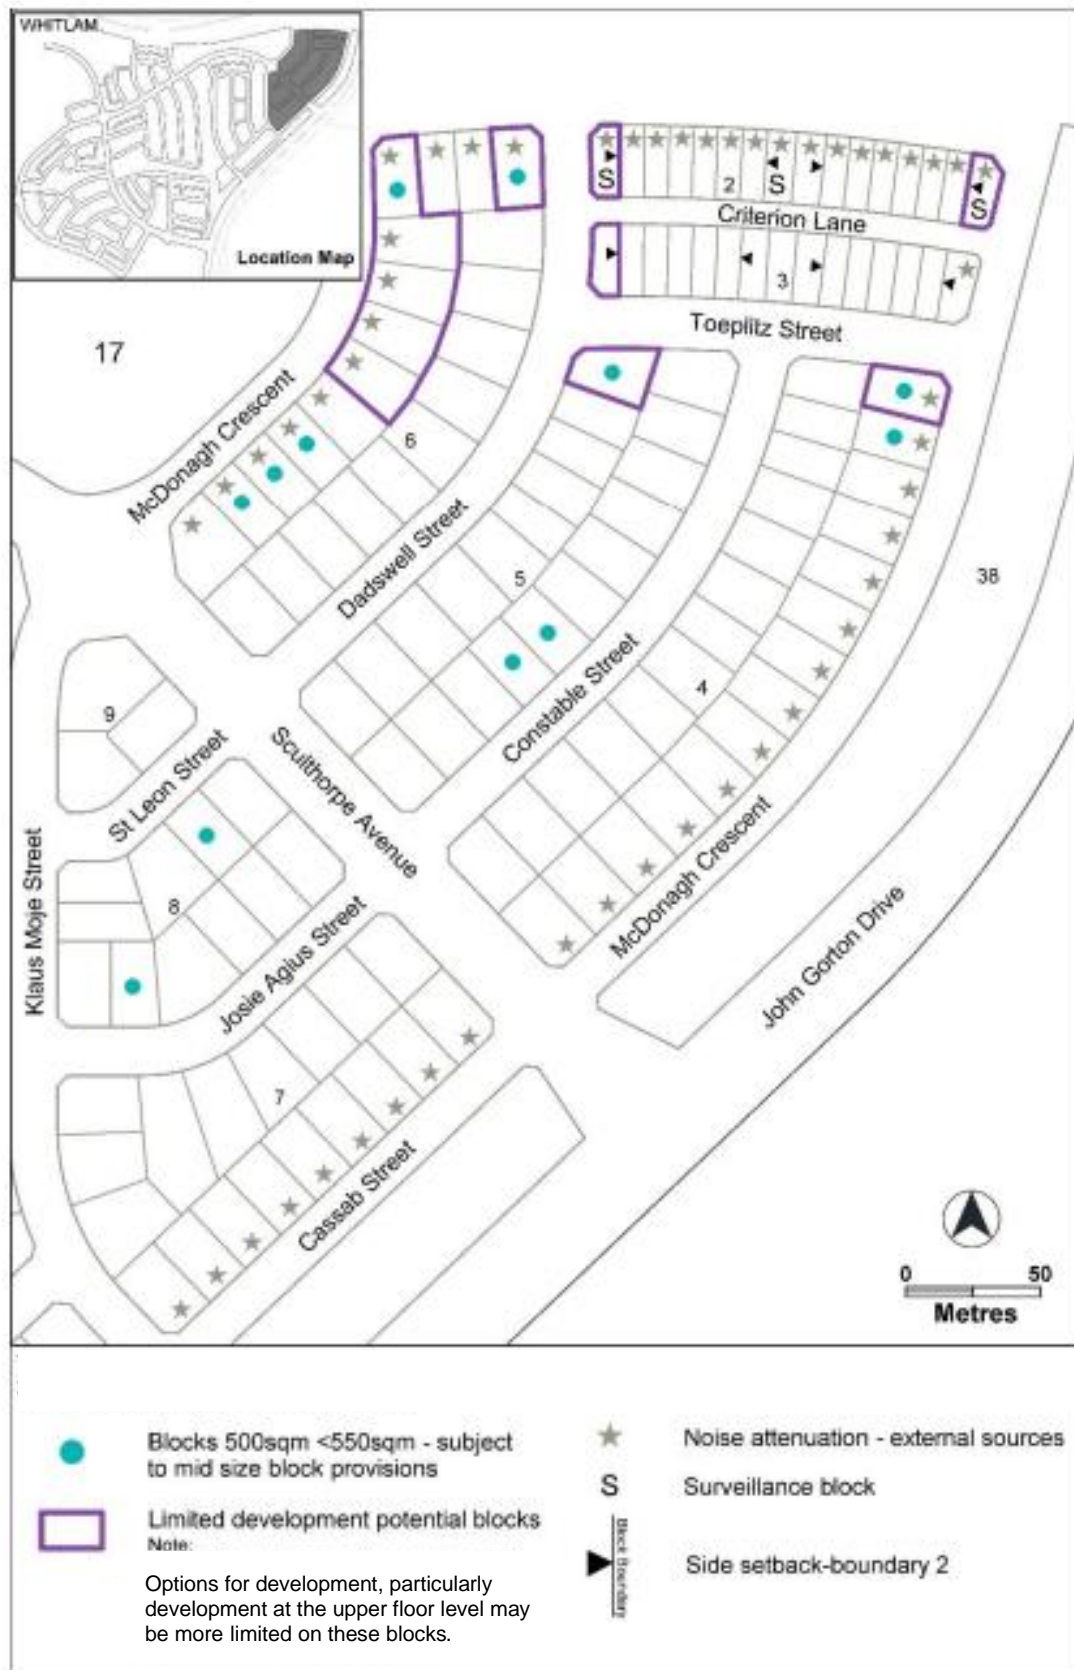 WHITLAM
Location Map
2
S
S
S
Criterion Lane
3
Toeplitz Street
17
McDonagh Crescent
6
Dadswell Street
5
38
Constable Street
4
9
St Leon Street
Sculthorpe Avenue
McDonagh Crescent
Klaus Moje Street
8
Josie Agius Street
John Gorton Drive
7
Cassab Street
0 50
Metres
Blocks 500sqm <550sqm - subject
to mid size block provisions
Limited development potential blocks
Note:
Options for development, particularly
development at the upper floor level may
be more limited on these blocks.
Noise attenuation - external sources
S Surveillance block
Block Boundary
Side setback-boundary 2